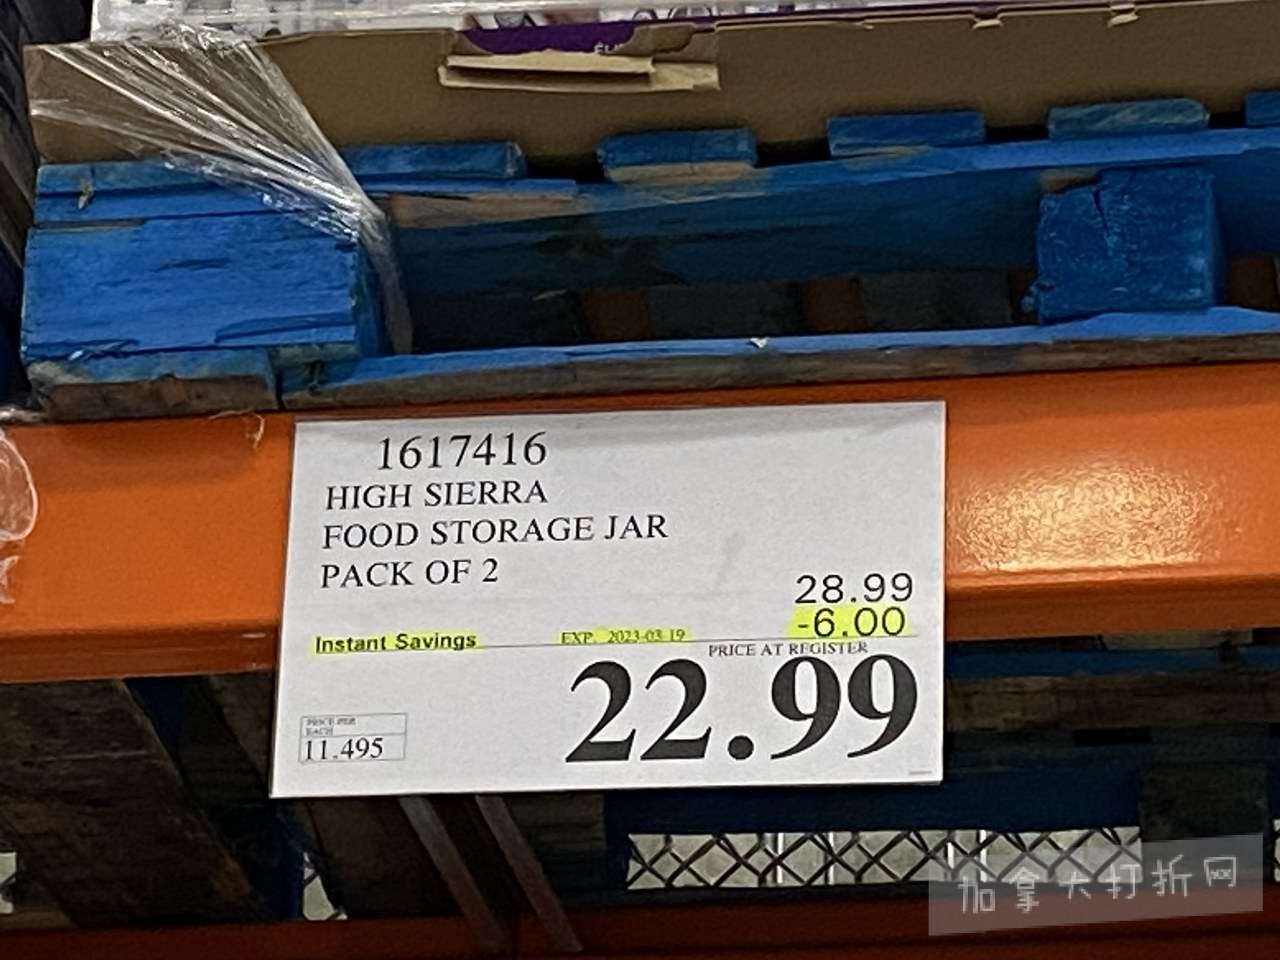 1617416
HIGH SIERRA
FOOD STORAGE JAR
PACK OF 2
28.99
-6.00
Instant Savings EXP. 2023-03-19
PRICE AT REGISTER
22.99
PRICE PER
EACH
11.495
加拿大打折网